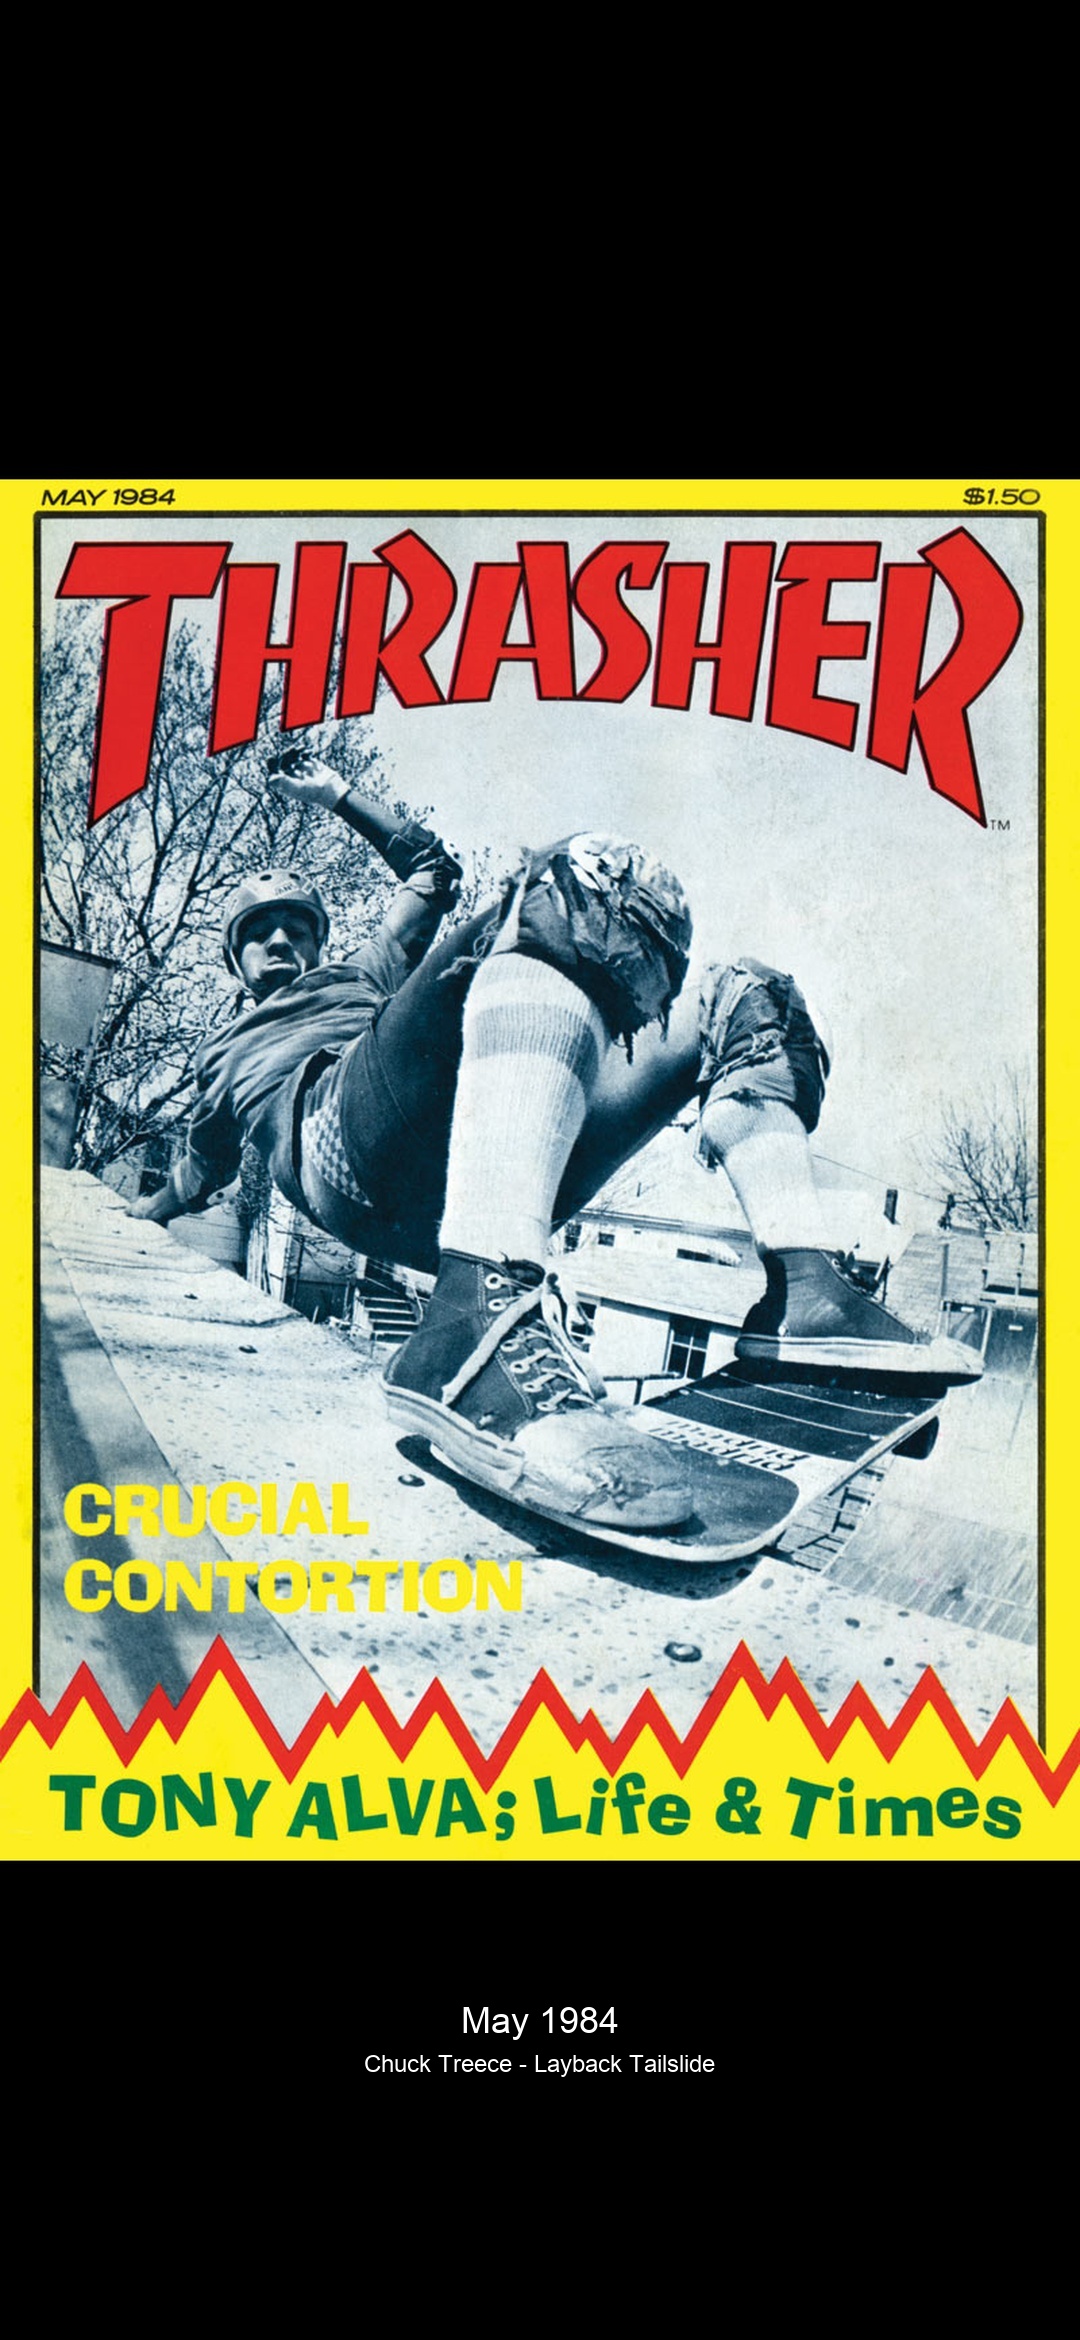 MAY 1984
$1.50
THRASHER
TM
CRUCIAL
CONTORTION
TONY ALVA; Life & Times
May 1984
Chuck Treece - Layback Tailslide